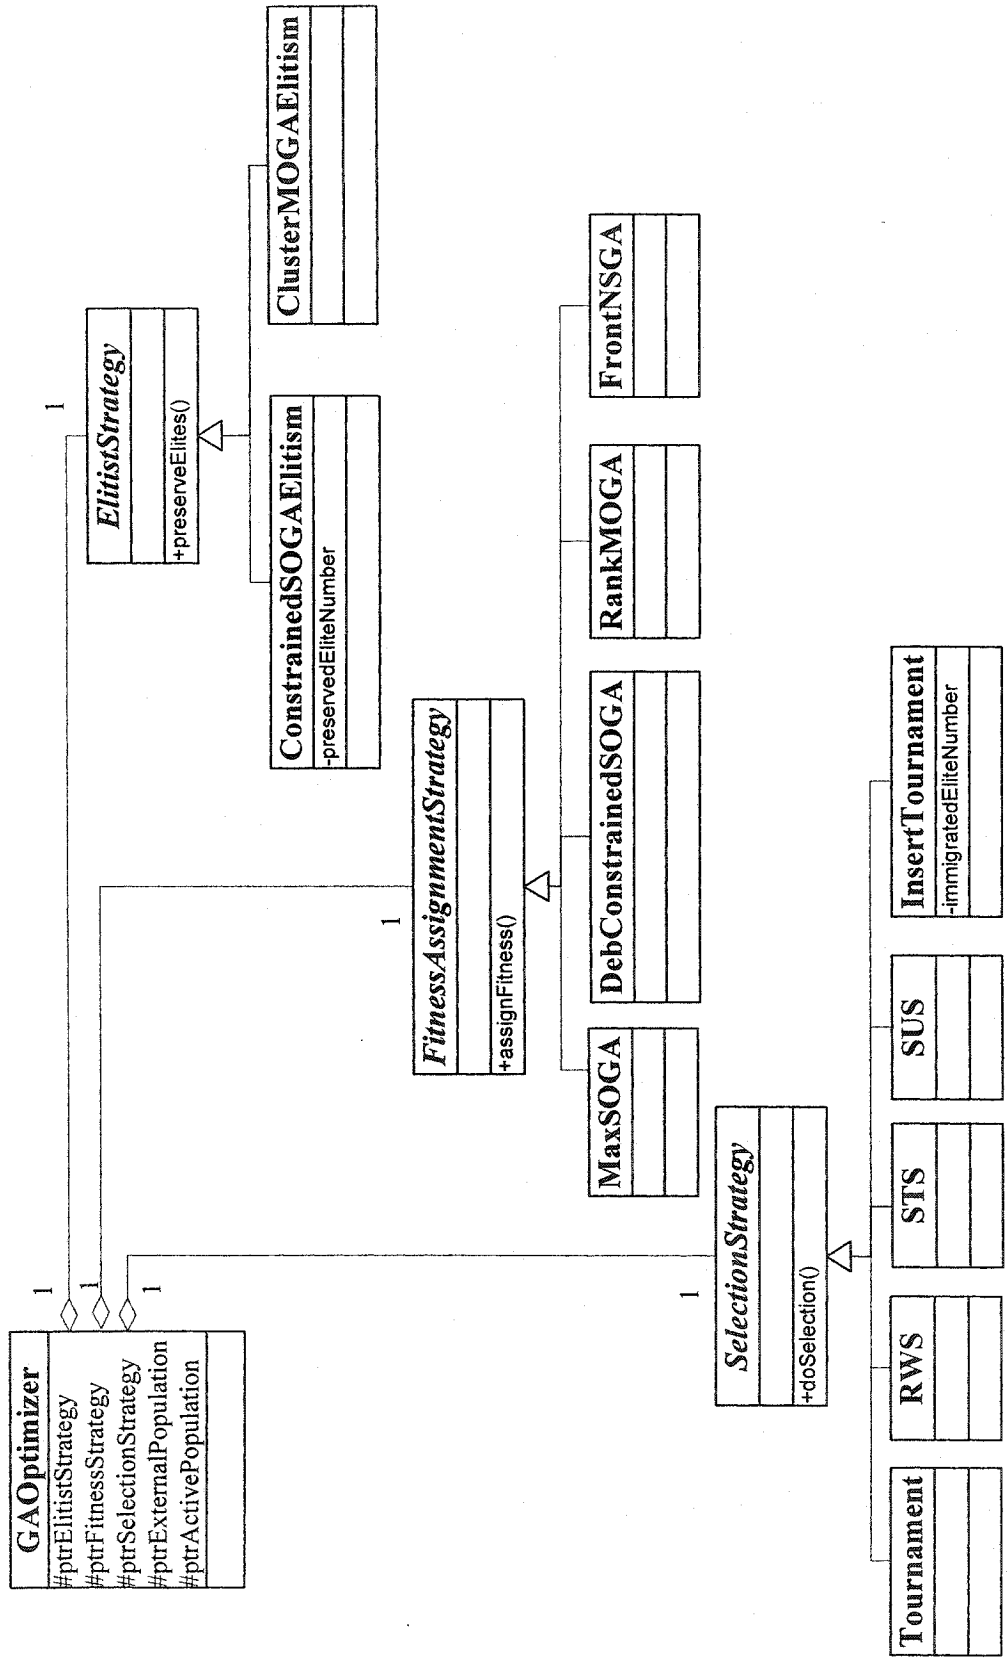 GAOptimizer
#ptrElitistStrategy
#ptrFitnessStrategy
#ptrSelectionStrategy
#ptrExternalPopulation
#ptrActivePopulation
1
1
1
1
ElitistStrategy
+preserveElites()
ConstrainedSOGAElitism
-preservedEliteNumber
ClusterMOGAElitism
1
FitnessAssignmentStrategy
+assignFitness()
MaxSOGA
DebConstrainedSOGA
RankMOGA
FrontNSGA
1
SelectionStrategy
+doSelection()
Tournament
RWS
STS
SUS
InsertTournament
-immigratedEliteNumber